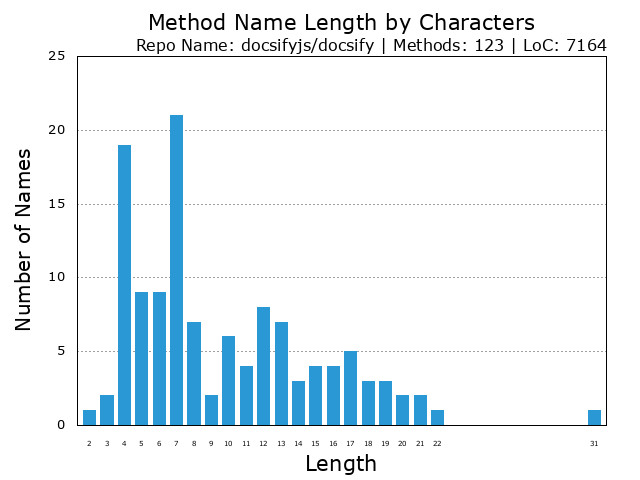 Method Name Length by Characters
Repo Name: docsifyjs/docsify | Methods: 123 | LoC: 7164
25
20
15
10
5
0
Number of Names
2 3 4 5 6 7 8 9 10 11 12 13 14 15 16 17 18 19 20 21 22 31
Length